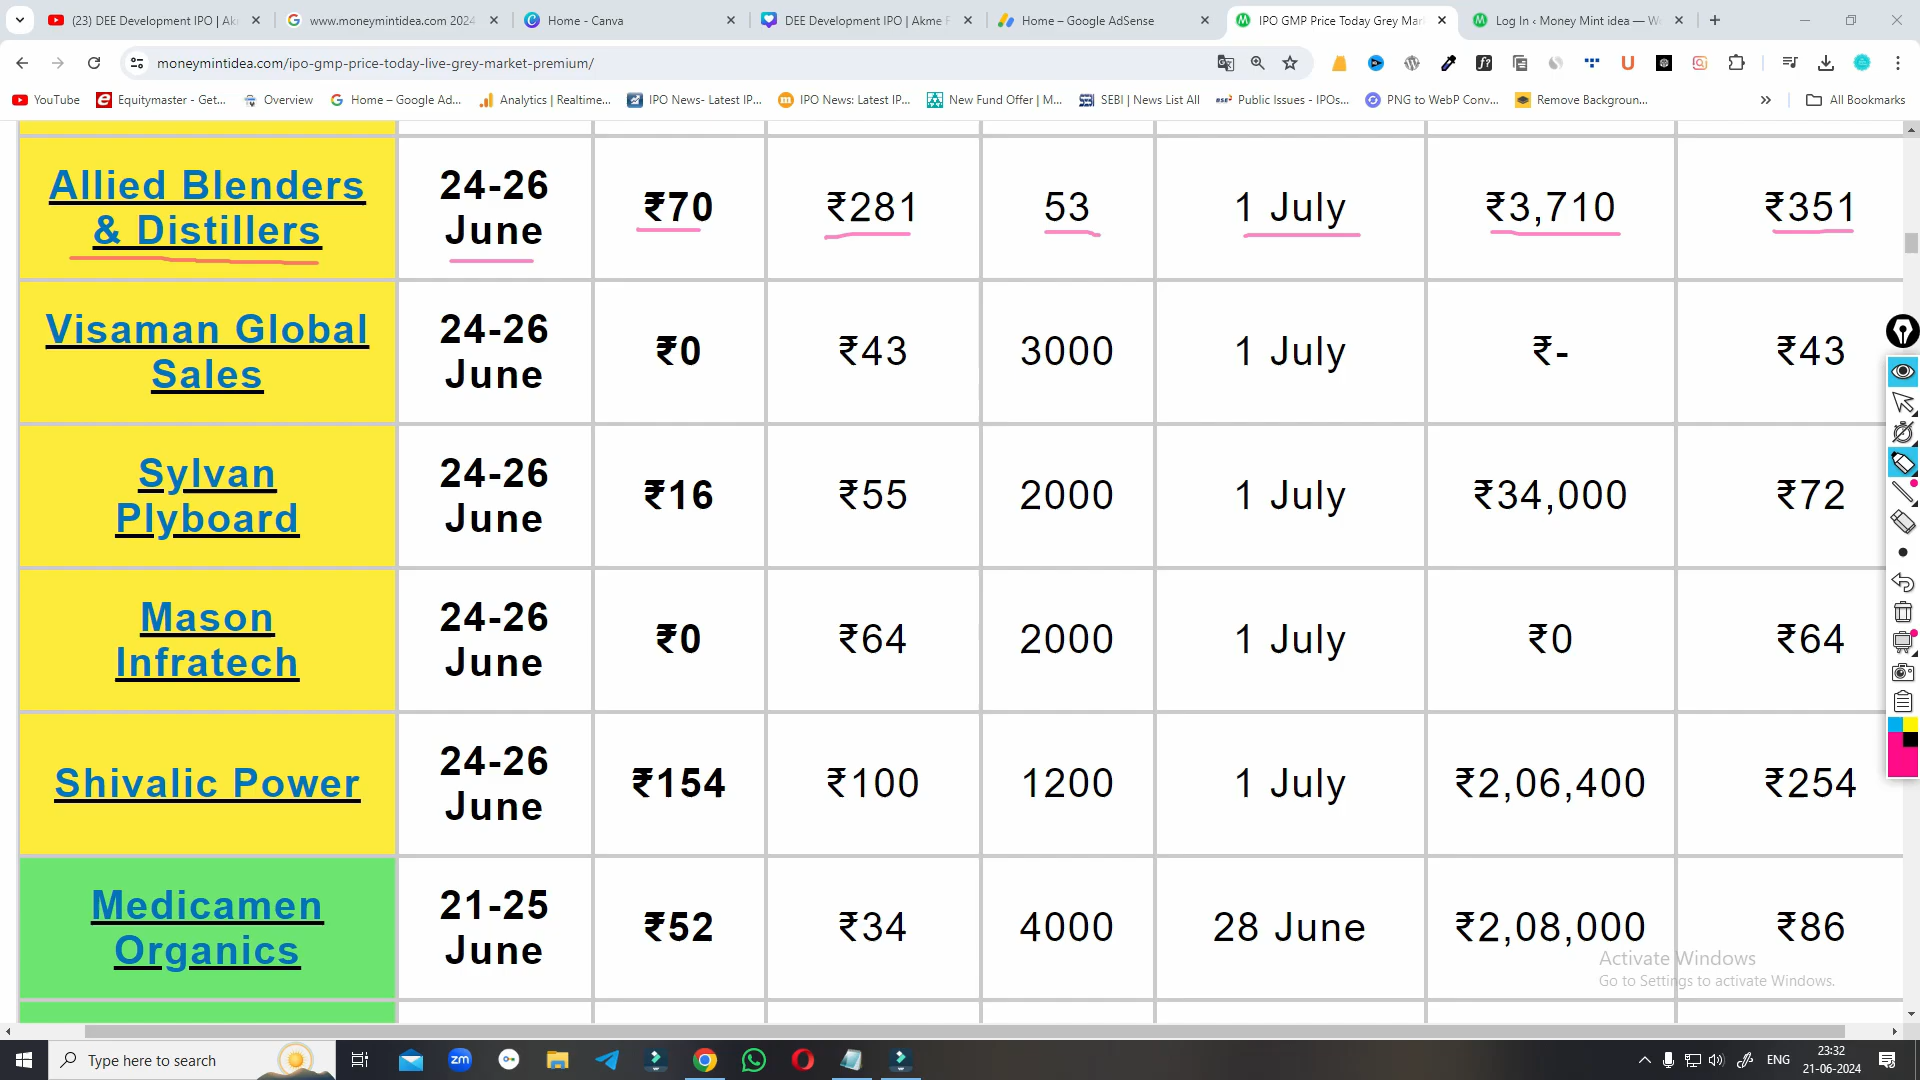 (23) DEE Development IPO | Ak
www.moneymintidea.com 2024
Home - Canva
DEE Development IPO | Akme F
Home – Google AdSense
IPO GMP Price Today Grey Mar
Log In ‹ Money Mint idea — W
moneymintidea.com/ipo-gmp-price-today-live-grey-market-premium/
YouTube
Equitymaster - Get...
Overview
Home – Google Ad...
Analytics | Realtime...
IPO News- Latest IP...
IPO News: Latest IP...
New Fund Offer | M...
SEBI | News List All
Public Issues - IPOs...
PNG to WebP Conv...
Remove Backgroun...
All Bookmarks
Allied Blenders
& Distillers
24-26
June
₹70
₹281
53
1 July
₹3,710
₹351
Visaman Global
Sales
24-26
June
₹0
₹43
3000
1 July
₹-
₹43
Sylvan
Plyboard
24-26
June
₹16
₹55
2000
1 July
₹34,000
₹72
Mason
Infratech
24-26
June
₹0
₹64
2000
1 July
₹0
₹64
Shivalic Power
24-26
June
₹154
₹100
1200
1 July
₹2,06,400
₹254
Medicamen
Organics
21-25
June
₹52
₹34
4000
28 June
₹2,08,000
₹86
Activate Windows
Go to Settings to activate Windows.
Type here to search
zm
ENG
23:32
21-06-2024